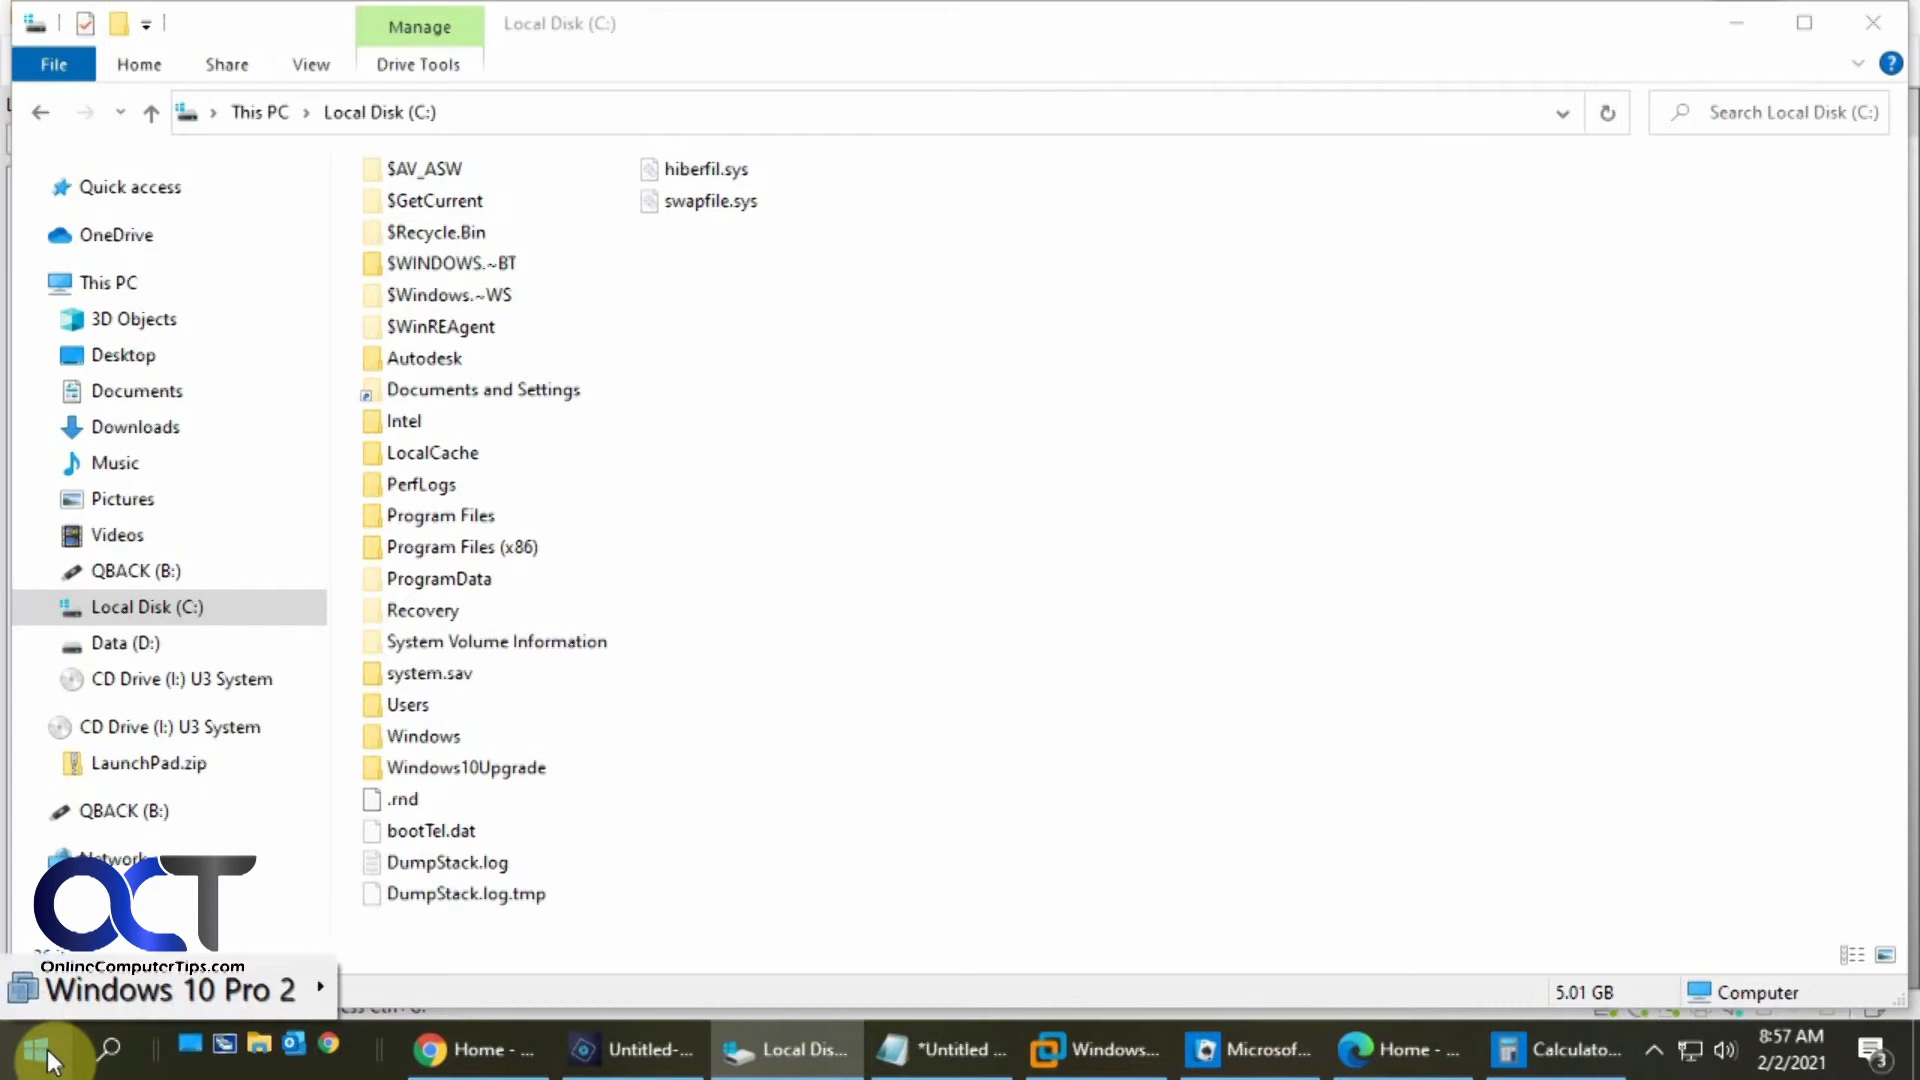 Manage
Local Disk (C:)
File
Home
Share
View
Drive Tools
This PC
Local Disk (C:)
Search Local Disk (C:)
Quick access
OneDrive
This PC
3D Objects
Desktop
Documents
Downloads
Music
Pictures
Videos
QBACK (B:)
Local Disk (C:)
Data (D:)
CD Drive (I:) U3 System
CD Drive (I:) U3 System
LaunchPad.zip
QBACK (B:)
Network
$AV_ASW
$GetCurrent
$Recycle.Bin
$WINDOWS.~BT
$Windows.~WS
$WinREAgent
Autodesk
Documents and Settings
Intel
LocalCache
PerfLogs
Program Files
Program Files (x86)
ProgramData
Recovery
System Volume Information
system.sav
Users
Windows
Windows10Upgrade
.rnd
bootTel.dat
DumpStack.log
DumpStack.log.tmp
hiberfil.sys
swapfile.sys
OCT
OnlineComputerTips.com
Windows 10 Pro 2
5.01 GB
Computer
Home - ...
Untitled-...
Local Dis...
*Untitled ...
Windows...
Microsof...
Home - ...
Calculato...
8:57 AM
2/2/2021
3